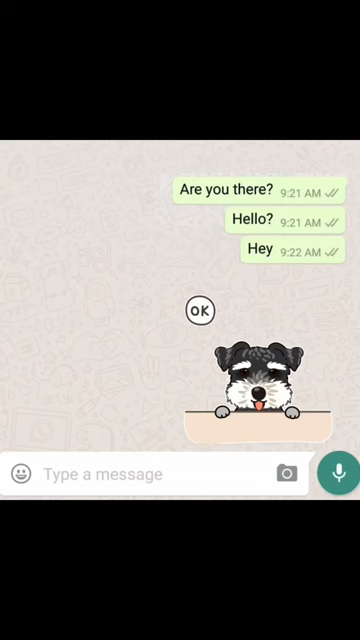 Are you there? 9:21 AM
Hello? 9:21 AM
Hey 9:22 AM
OK
Type a message